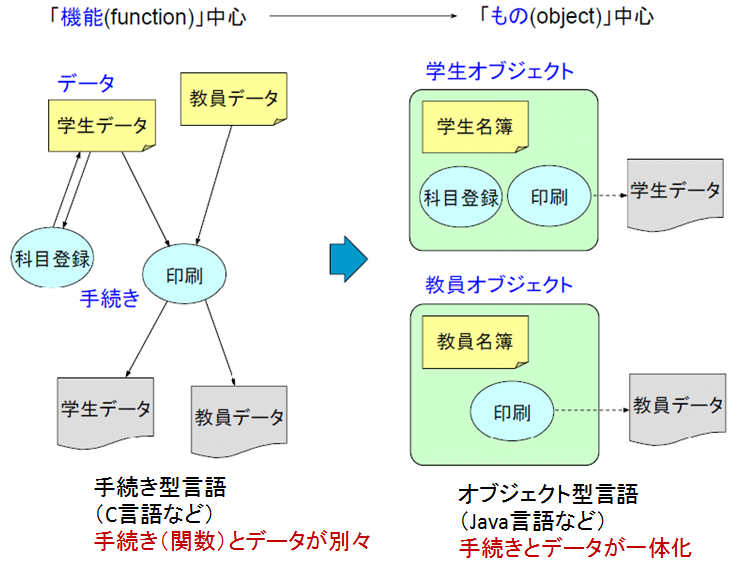 「機能(function)」中心
「もの(object)」中心
データ
学生データ
教員データ
科目登録
印刷
手続き
学生データ
教員データ
手続き型言語
（C言語など）
手続き（関数）とデータが別々
学生オブジェクト
学生名簿
科目登録
印刷
学生データ
教員オブジェクト
教員名簿
印刷
教員データ
オブジェクト型言語
（Java言語など）
手続きとデータが一体化